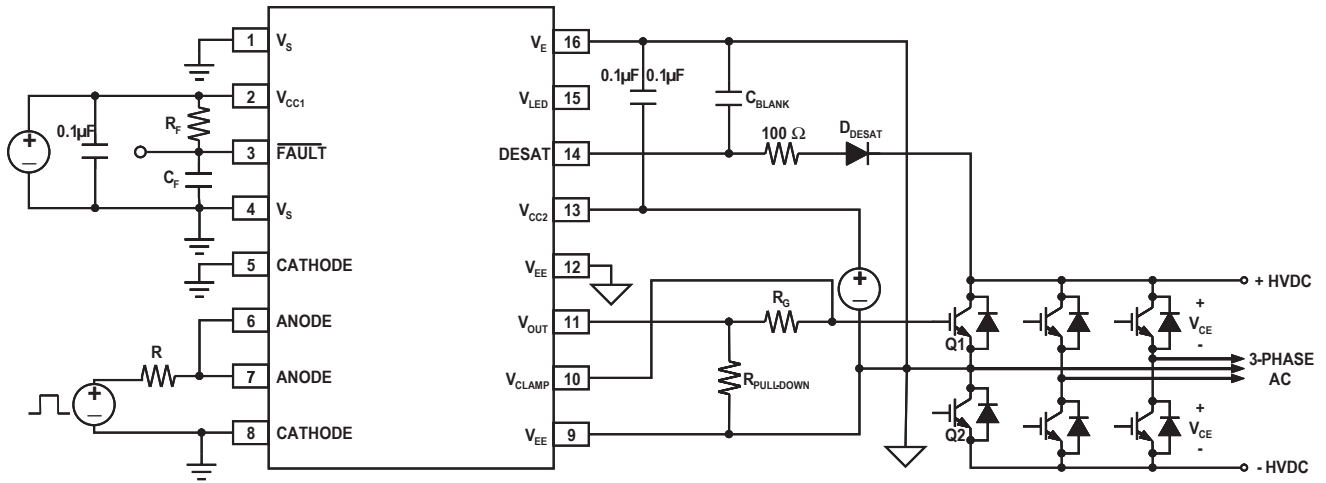 1 V_S
2 V_CC1
3 FAULT
4 V_S
5 CATHODE
6 ANODE
7 ANODE
8 CATHODE
V_E 16
V_LED 15
DESAT 14
V_CC2 13
V_EE 12
V_OUT 11
V_CLAMP 10
V_EE 9
+
–
0.1µF
R_F
C_F
R
+
–
0.1µF 0.1µF
C_BLANK
100 Ω
D_DESAT
+
–
R_G
R_PULL-DOWN
Q1
Q2
+ HVDC
+
V_CE
-
3-PHASE
AC
+
V_CE
-
- HVDC